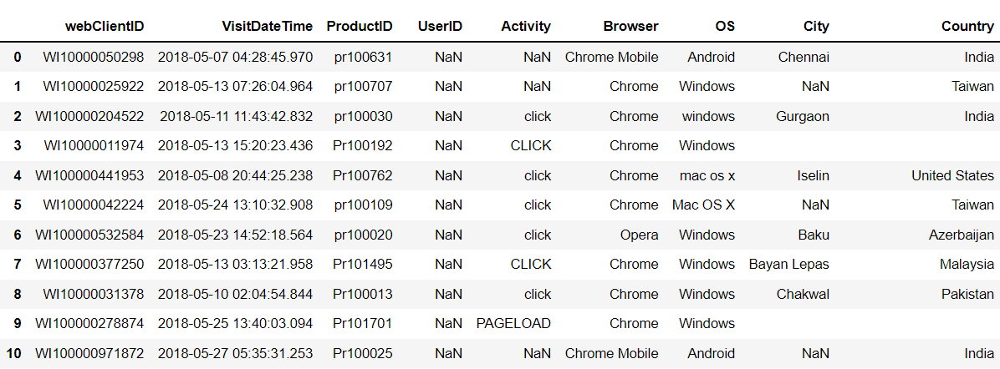 webClientID VisitDateTime ProductID UserID Activity Browser OS City Country
0 WI10000050298 2018-05-07 04:28:45.970 pr100631 NaN NaN Chrome Mobile Android Chennai India
1 WI10000025922 2018-05-13 07:26:04.964 pr100707 NaN NaN Chrome Windows NaN Taiwan
2 WI100000204522 2018-05-11 11:43:42.832 pr100030 NaN click Chrome windows Gurgaon India
3 WI10000011974 2018-05-13 15:20:23.436 Pr100192 NaN CLICK Chrome Windows
4 WI100000441953 2018-05-08 20:44:25.238 Pr100762 NaN click Chrome mac os x Iselin United States
5 WI10000042224 2018-05-24 13:10:32.908 pr100109 NaN click Chrome Mac OS X NaN Taiwan
6 WI100000532584 2018-05-23 14:52:18.564 pr100020 NaN click Opera Windows Baku Azerbaijan
7 WI100000377250 2018-05-13 03:13:21.958 Pr101495 NaN CLICK Chrome Windows Bayan Lepas Malaysia
8 WI10000031378 2018-05-10 02:04:54.844 Pr100013 NaN click Chrome Windows Chakwal Pakistan
9 WI100000278874 2018-05-25 13:40:03.094 Pr101701 NaN PAGELOAD Chrome Windows
10 WI100000971872 2018-05-27 05:35:31.253 Pr100025 NaN NaN Chrome Mobile Android NaN India